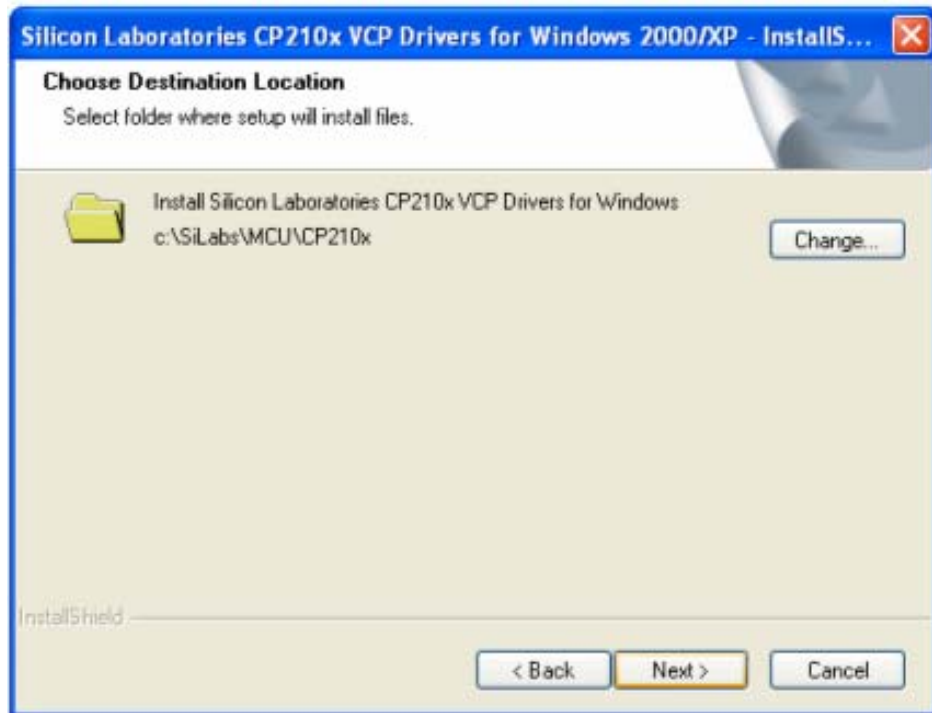 Silicon Laboratories CP210x VCP Drivers for Windows 2000/XP - InstallS...
Choose Destination Location
Select folder where setup will install files.
Install Silicon Laboratories CP210x VCP Drivers for Windows
c:\SiLabs\MCU\CP210x
Change...
InstallShield
< Back
Next >
Cancel